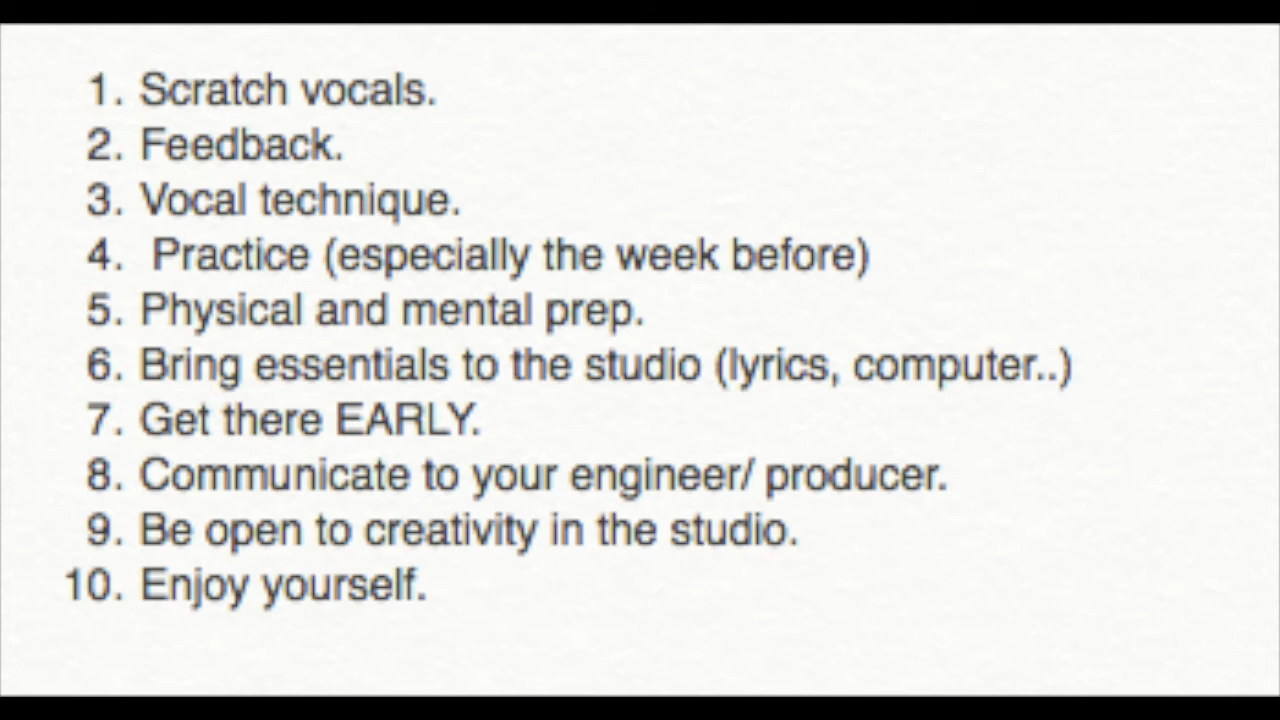 1. Scratch vocals.
2. Feedback.
3. Vocal technique.
4. Practice (especially the week before)
5. Physical and mental prep.
6. Bring essentials to the studio (lyrics, computer..)
7. Get there EARLY.
8. Communicate to your engineer/ producer.
9. Be open to creativity in the studio.
10. Enjoy yourself.